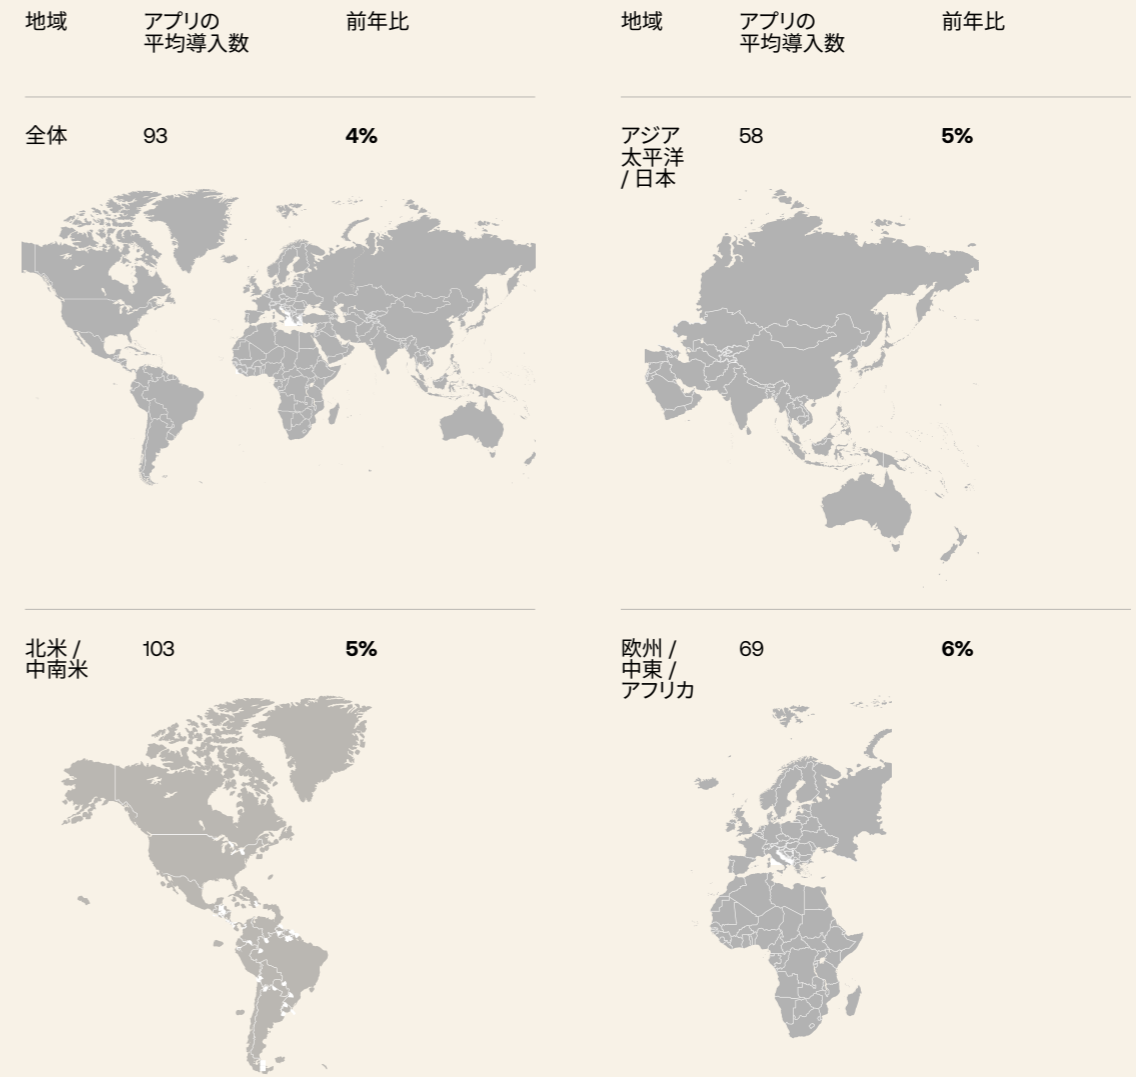 地域 アプリの 前年比
平均導入数
全体 93 4%
地域 アプリの 前年比
平均導入数
アジア 58 5%
太平洋
/ 日本
北米 / 103 5%
中南米
欧州 / 69 6%
中東 /
アフリカ